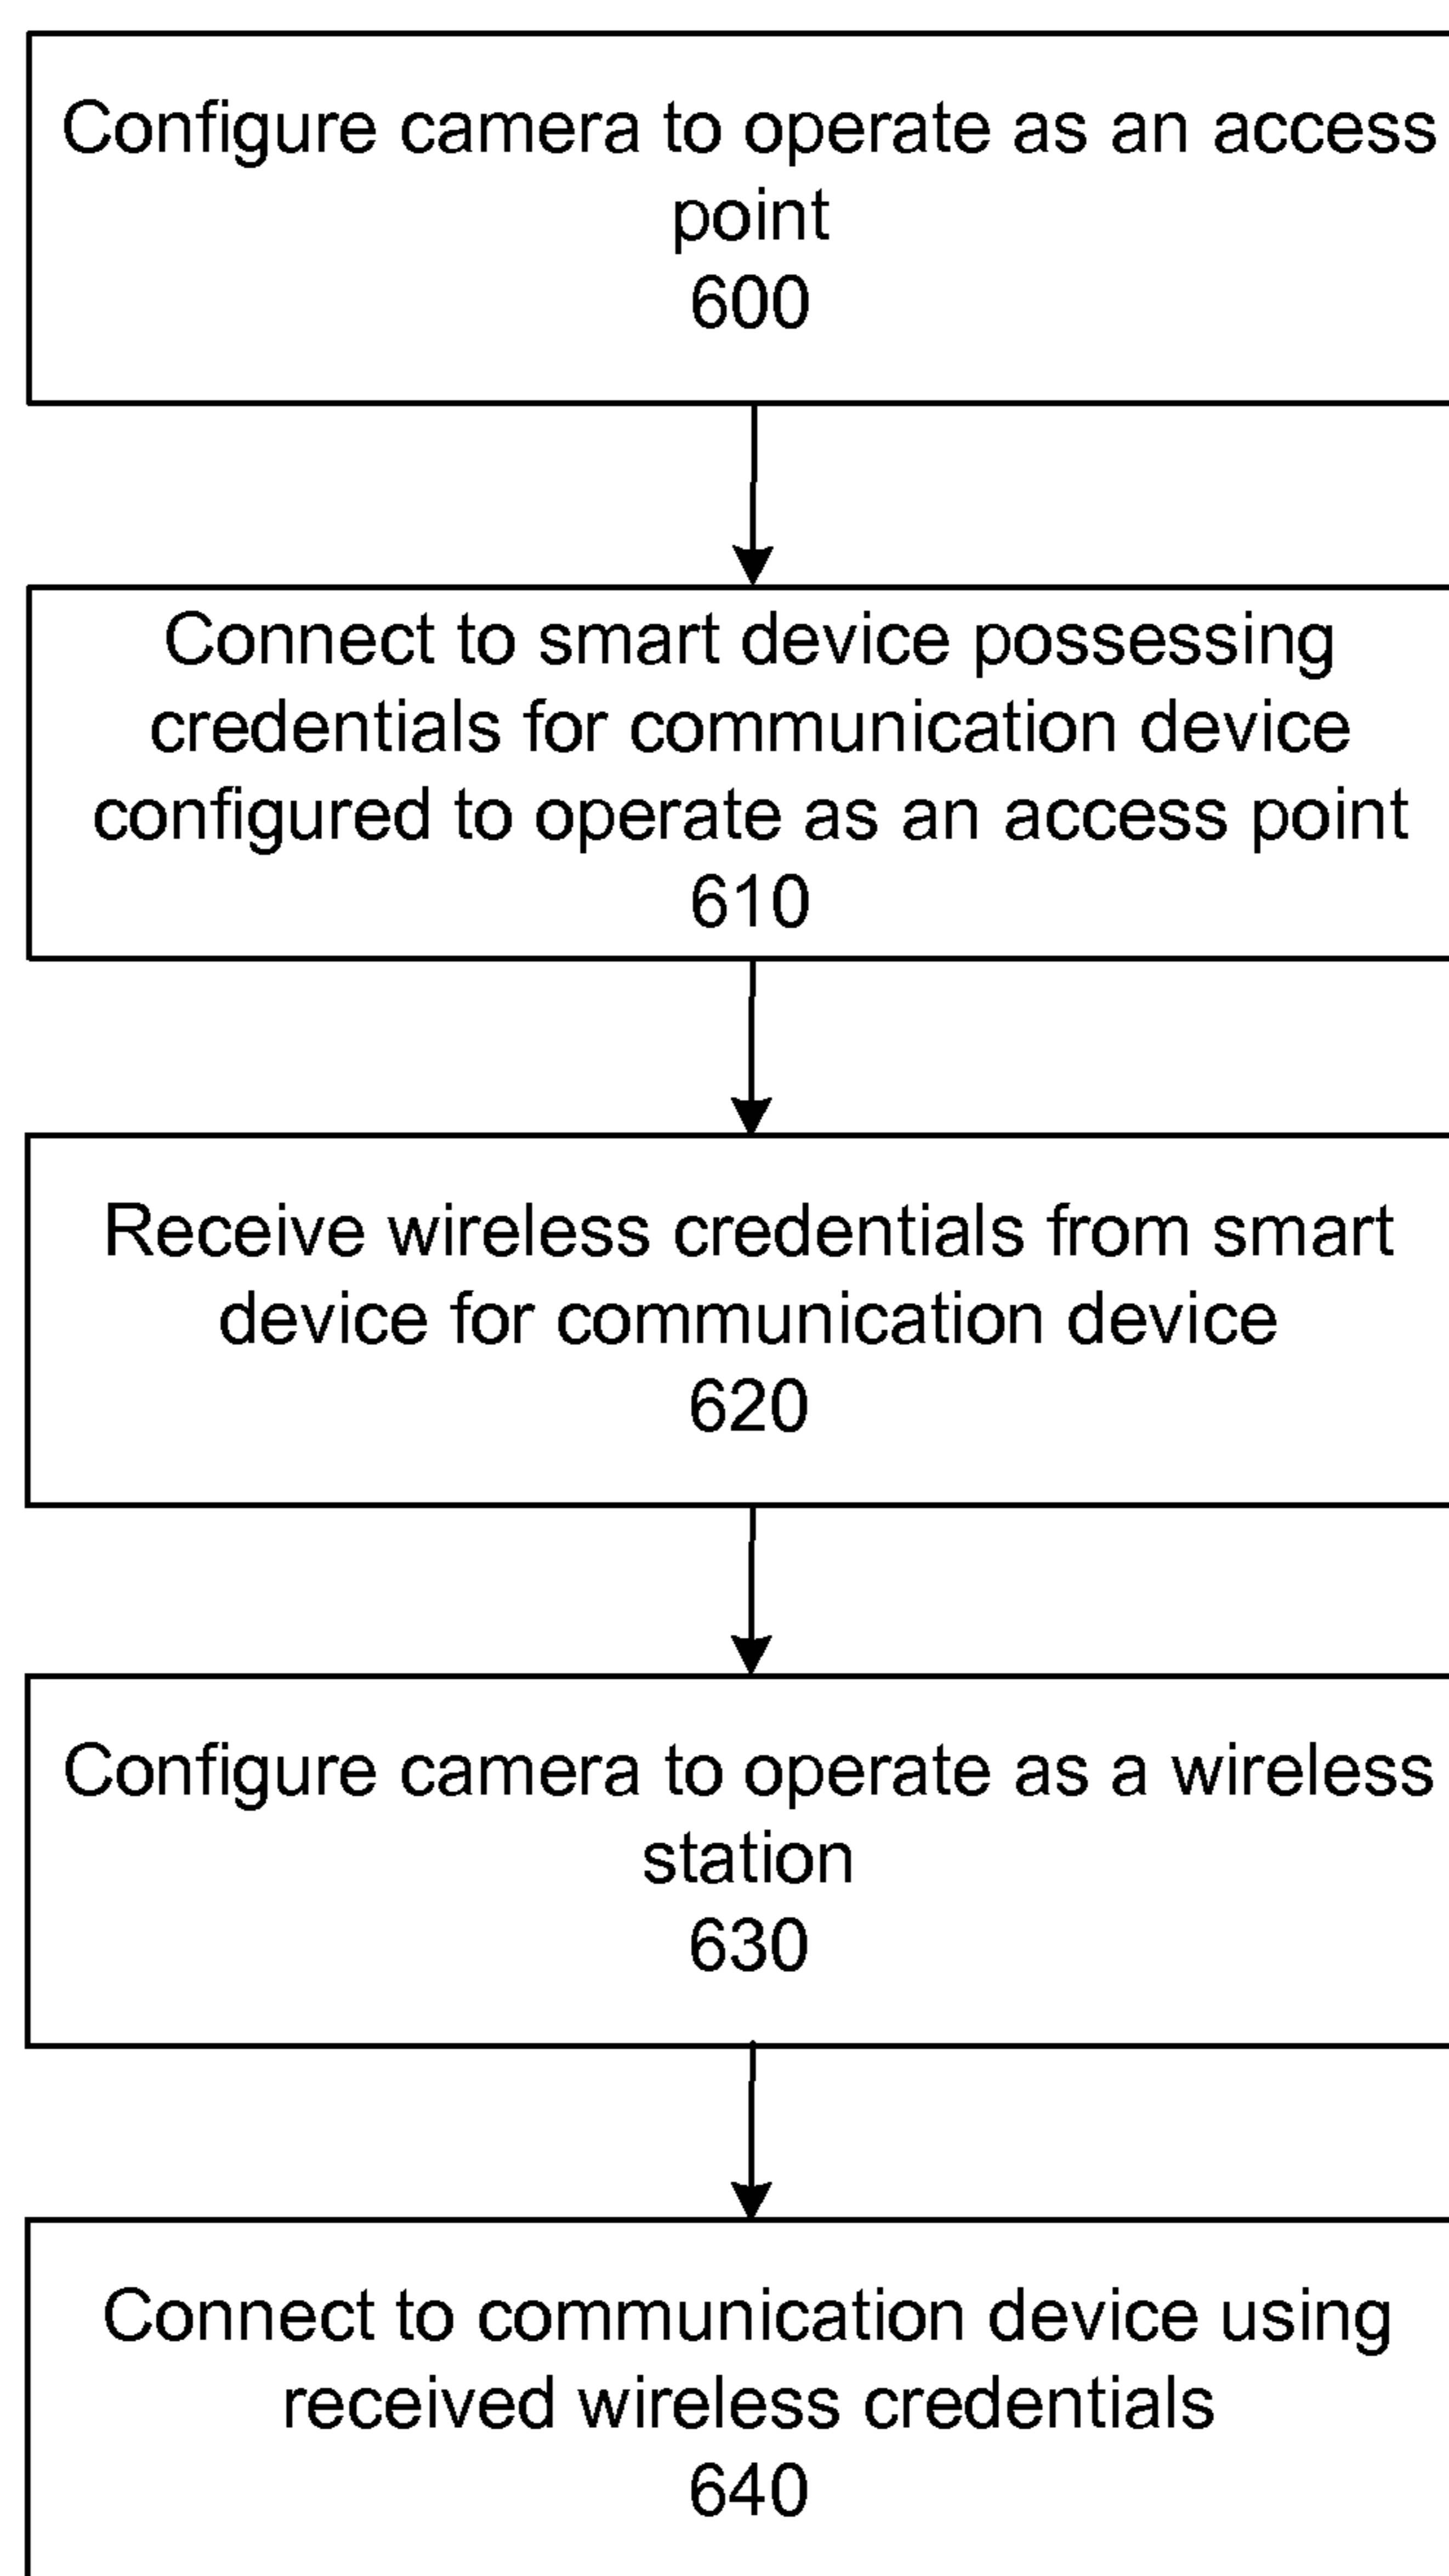 Configure camera to operate as an access
point
600
Connect to smart device possessing
credentials for communication device
configured to operate as an access point
610
Receive wireless credentials from smart
device for communication device
620
Configure camera to operate as a wireless
station
630
Connect to communication device using
received wireless credentials
640